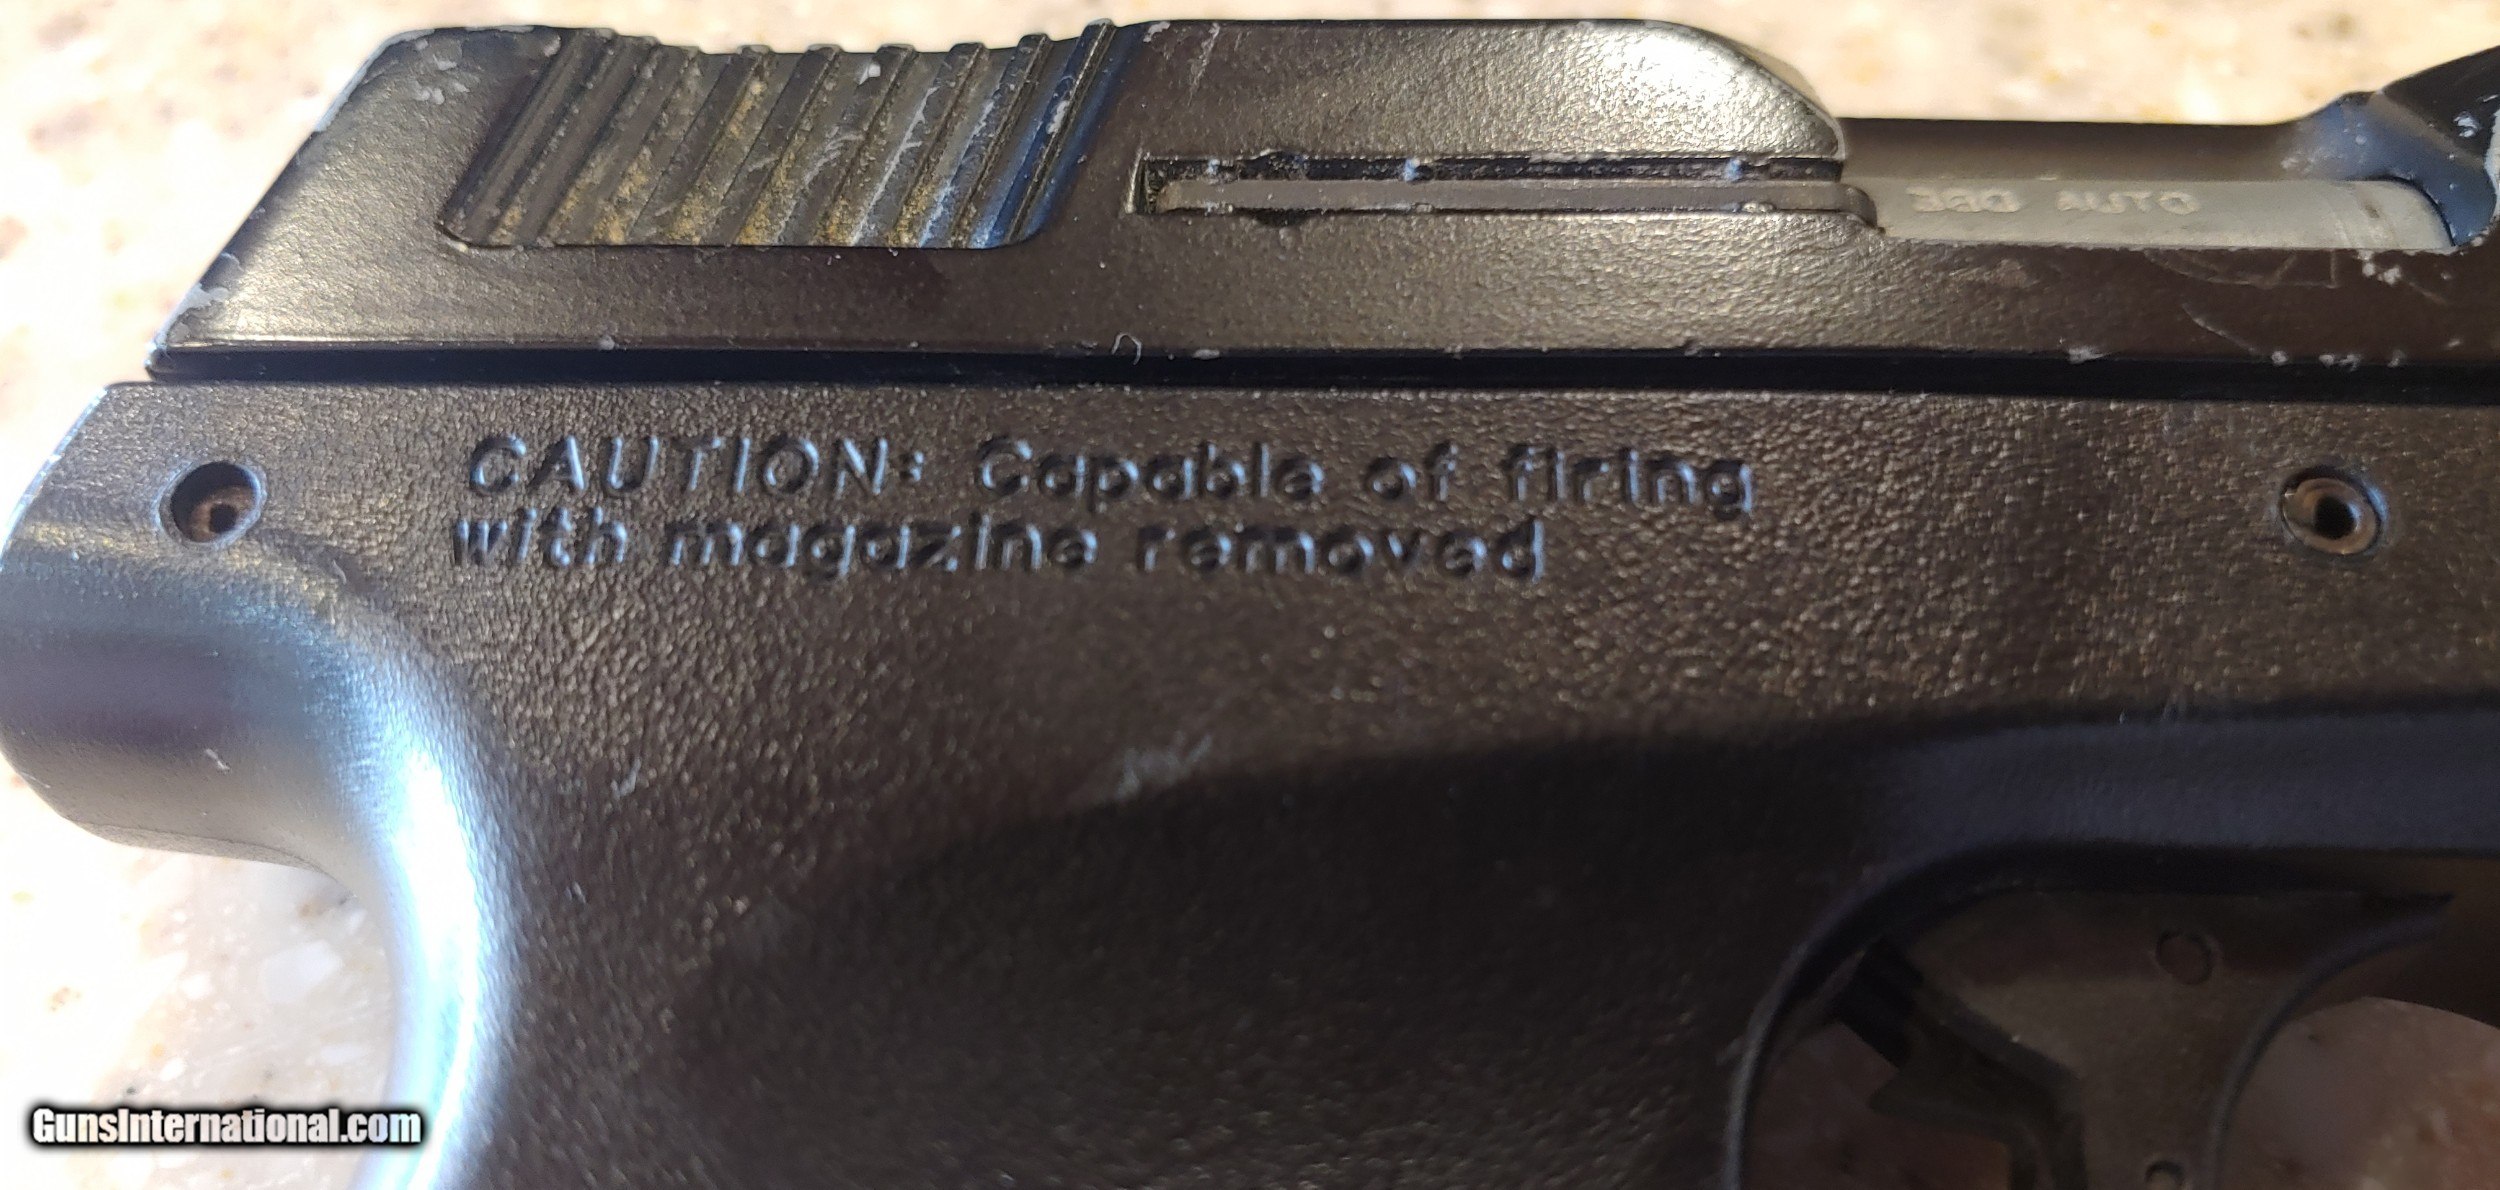 380 AUTO
CAUTION: Capable of firing
with magazine removed
GunsInternational.com